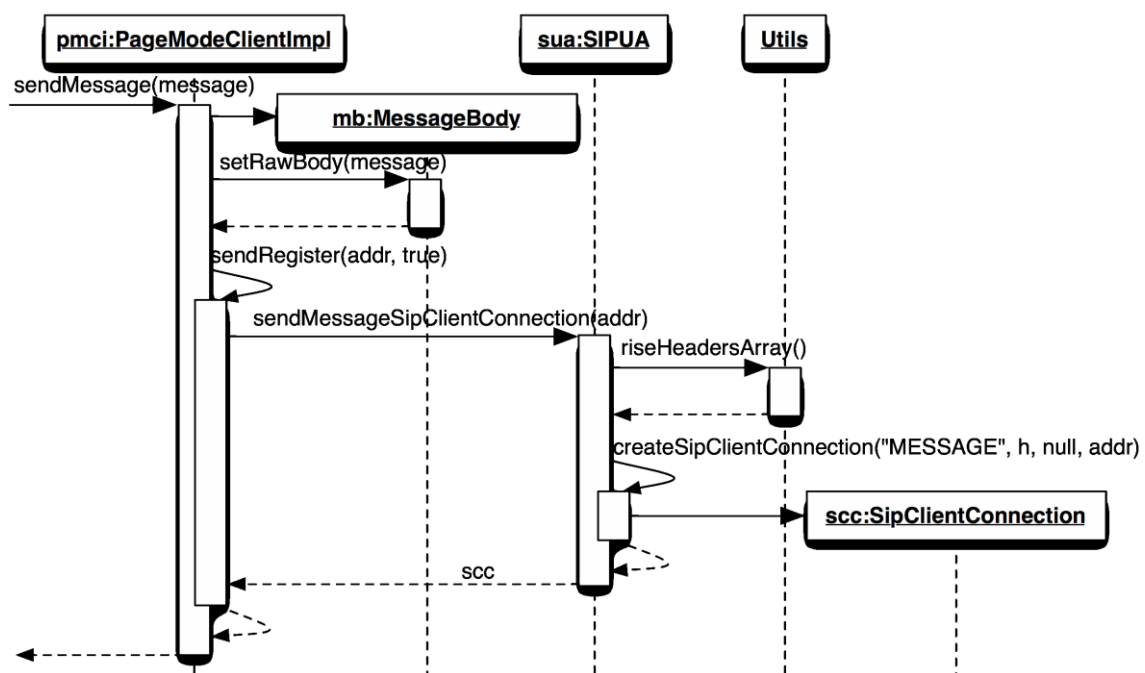 pmci:PageModeClientImpl
sua:SIPUA
Utils
sendMessage(message)
mb:MessageBody
setRawBody(message)
sendRegister(addr, true)
sendMessageSipClientConnection(addr)
riseHeadersArray()
createSipClientConnection("MESSAGE", h, null, addr)
scc:SipClientConnection
scc